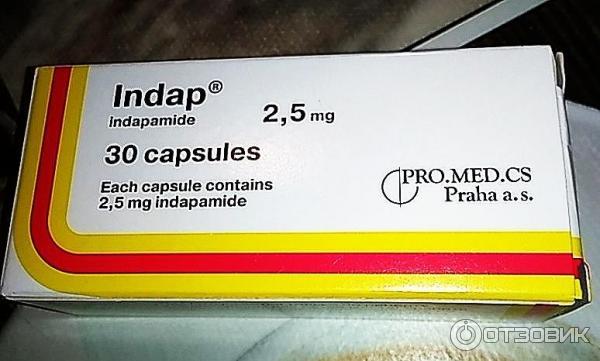 Indap®
indapamide
2,5 mg
30 capsules
Each capsule contains
2,5 mg indapamide
PRO.MED.CS
Praha a. s.
ОТЗОВИК